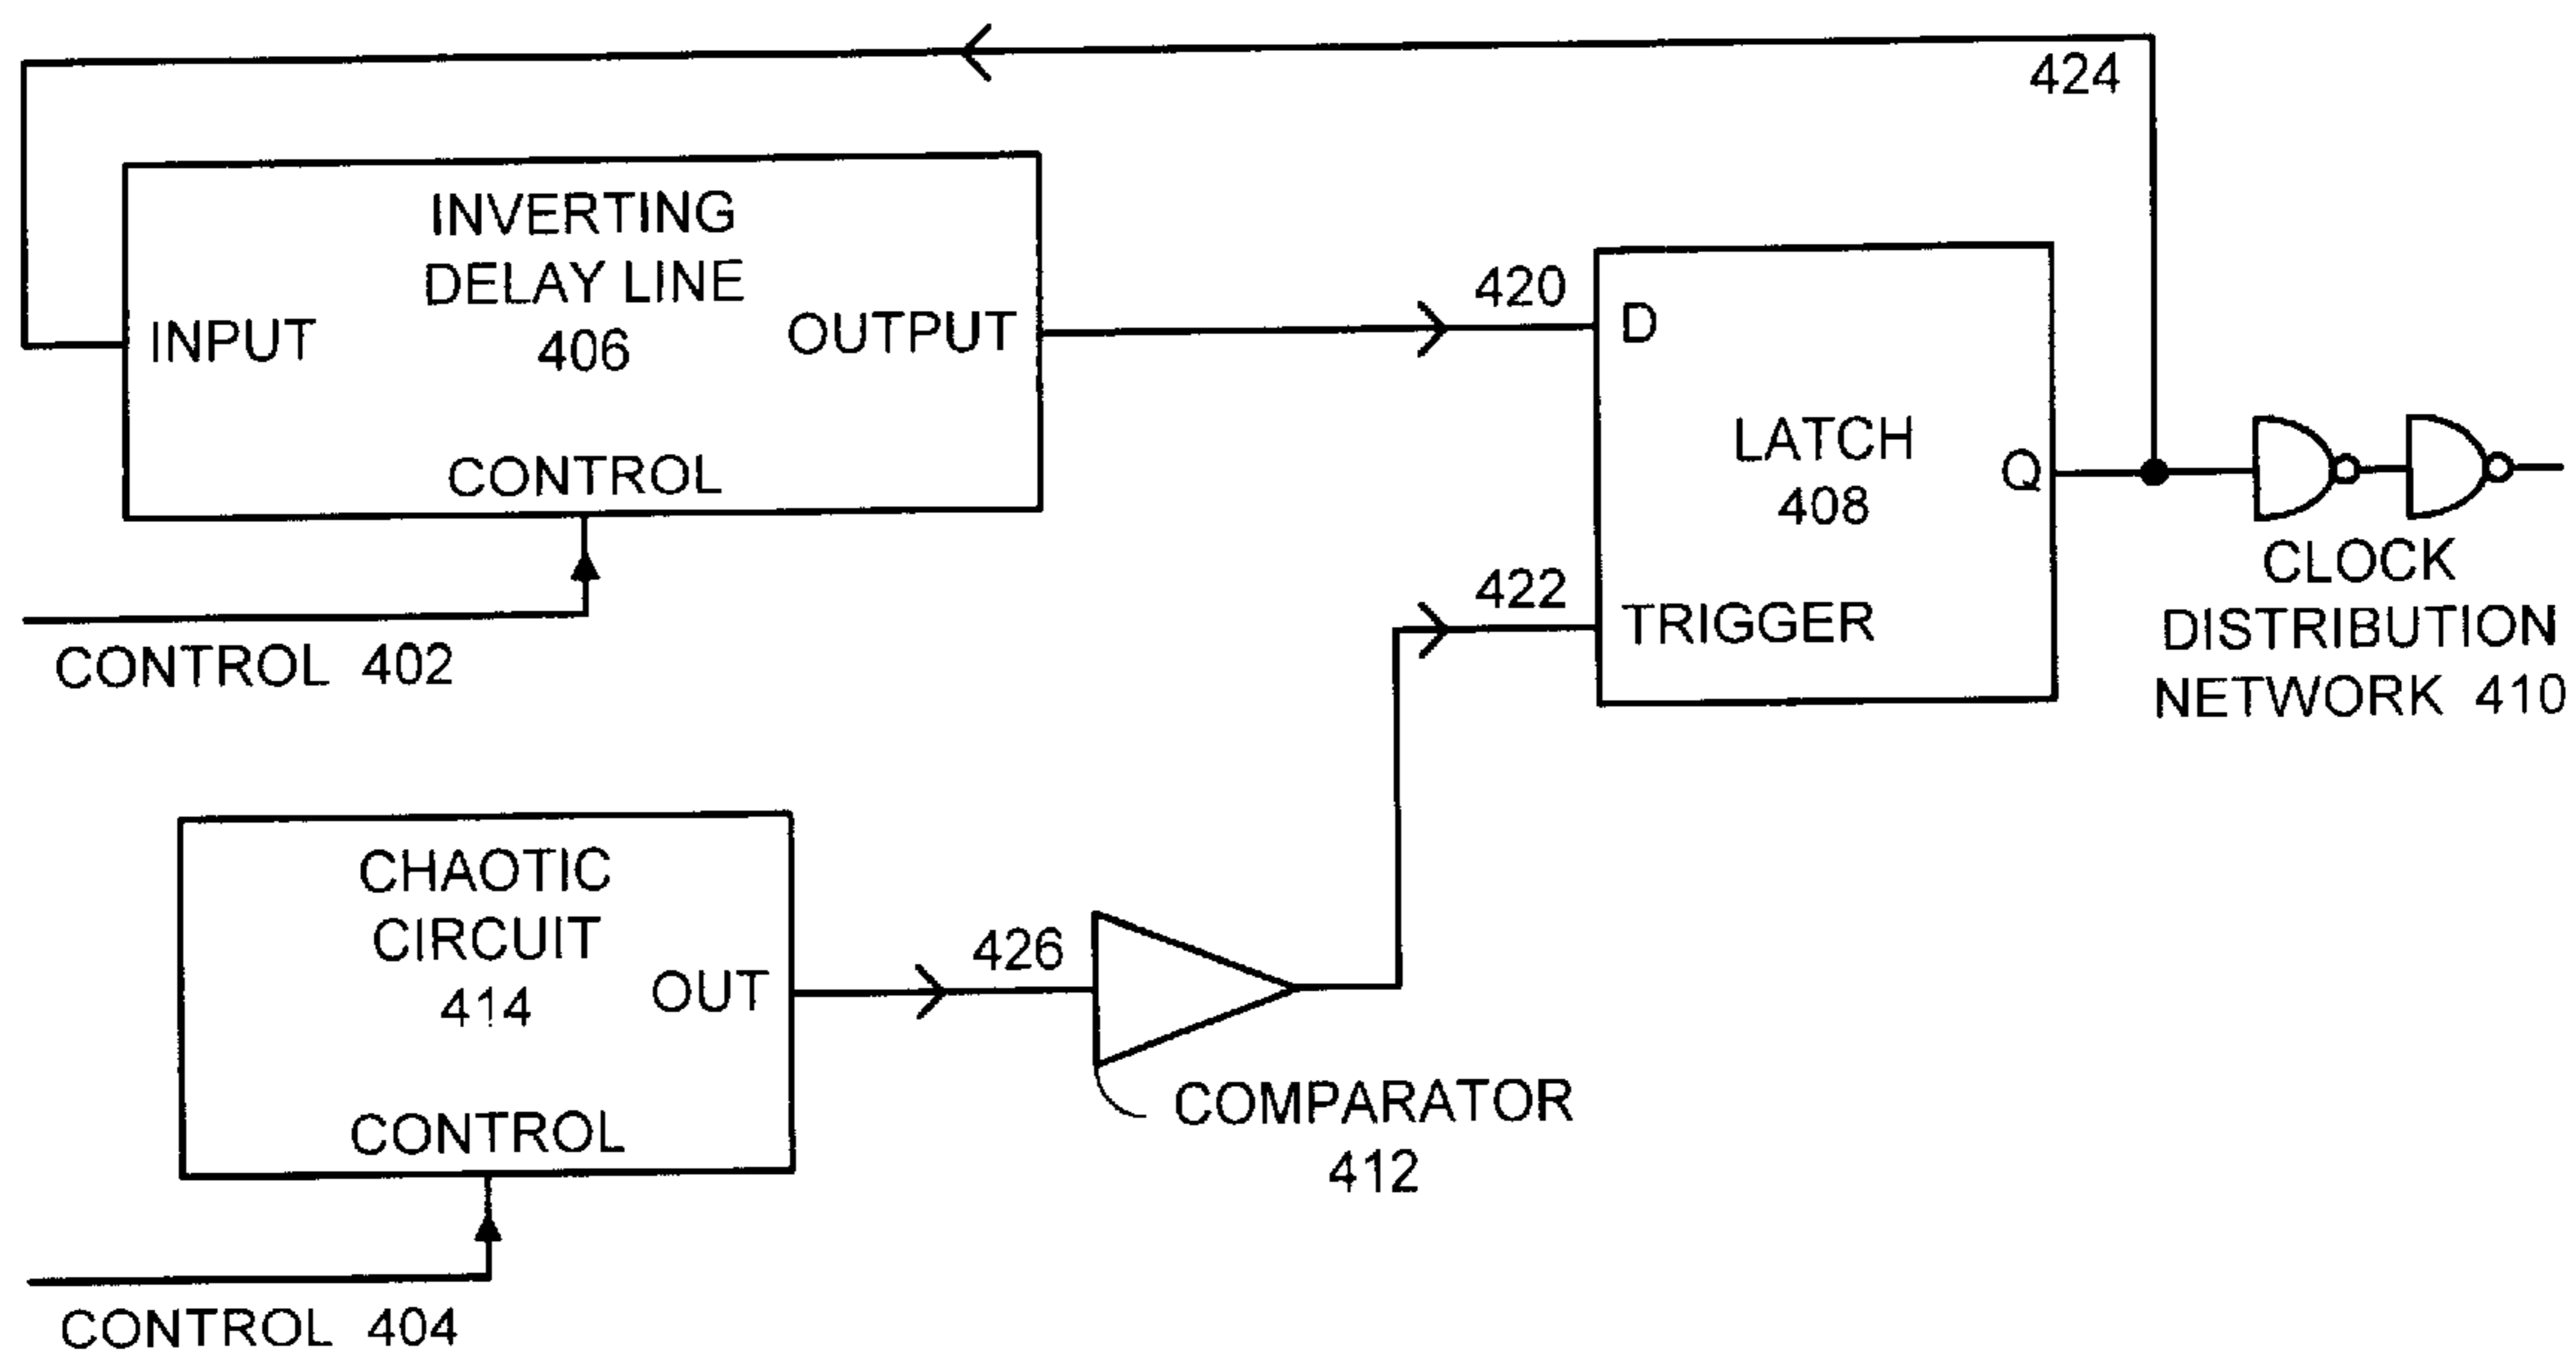 424
INVERTING
DELAY LINE
406
INPUT
OUTPUT
CONTROL
CONTROL 402
420
D
LATCH
408
Q
422
TRIGGER
CLOCK
DISTRIBUTION
NETWORK 410
CHAOTIC
CIRCUIT
414
OUT
CONTROL
CONTROL 404
426
COMPARATOR
412